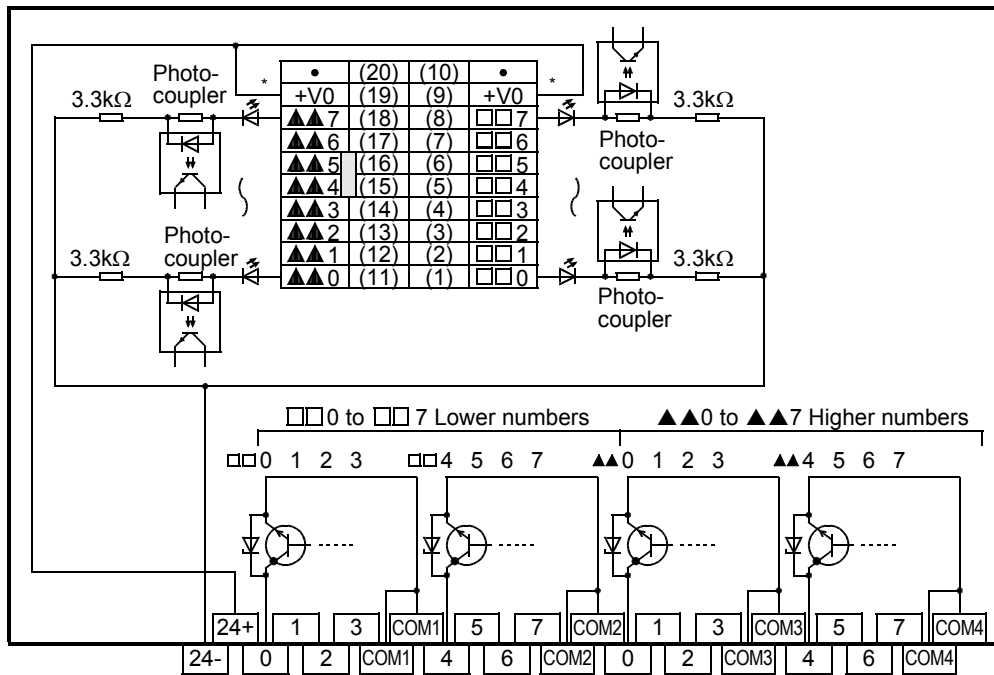 • (20) (10) •
* +V0 (19) (9) +V0 *
▲▲7 (18) (8) □□7
▲▲6 (17) (7) □□6
▲▲5 (16) (6) □□5
▲▲4 (15) (5) □□4
▲▲3 (14) (4) □□3
▲▲2 (13) (3) □□2
▲▲1 (12) (2) □□1
▲▲0 (11) (1) □□0
3.3kΩ
Photo-
coupler
3.3kΩ
Photo-
coupler
3.3kΩ
Photo-
coupler
3.3kΩ
Photo-
coupler
□□0 to □□7 Lower numbers ▲▲0 to ▲▲7 Higher numbers
□□0 1 2 3 □□4 5 6 7 ▲▲0 1 2 3 ▲▲4 5 6 7
24+ 1 3 COM1 5 7 COM2 1 3 COM3 5 7 COM4
24- 0 2 COM1 4 6 COM2 0 2 COM3 4 6 COM4